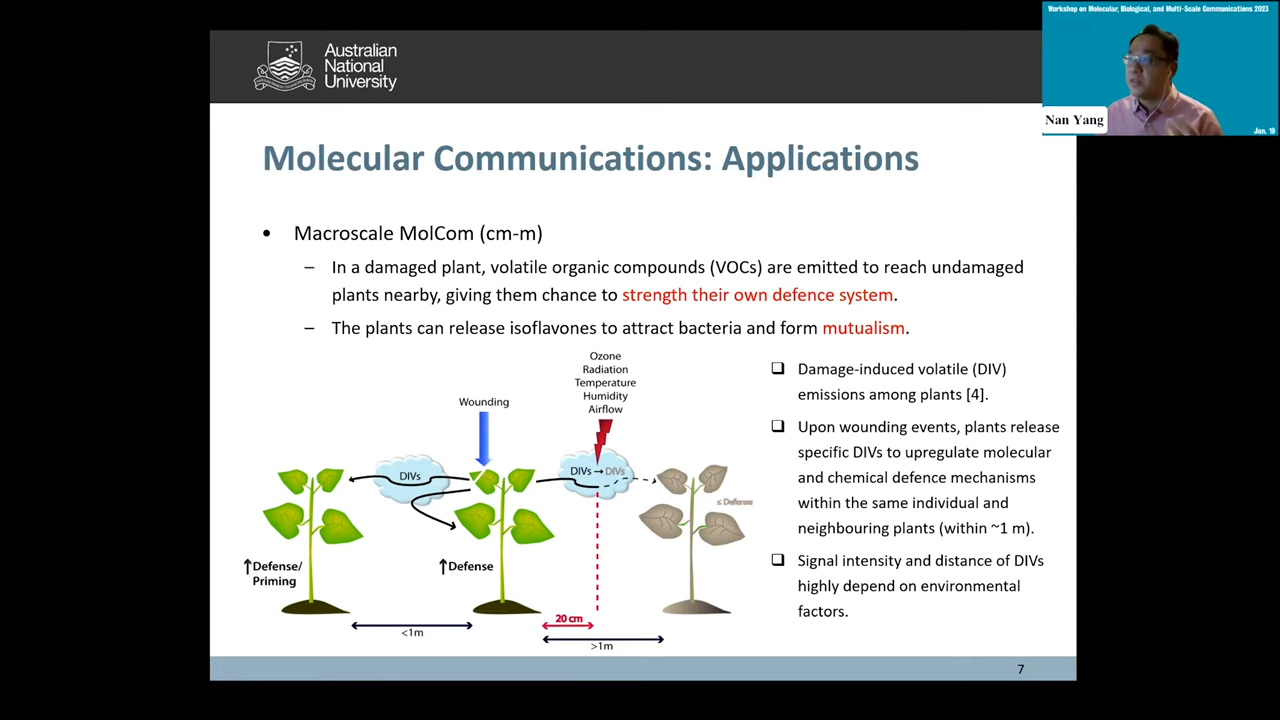 Workshop on Molecular, Biological, and Multi-Scale Communications 2023
Australian
National
University
Nan Yang
Jan. 19
Molecular Communications: Applications
• Macroscale MolCom (cm-m)
– In a damaged plant, volatile organic compounds (VOCs) are emitted to reach undamaged
plants nearby, giving them chance to strength their own defence system.
– The plants can release isoflavones to attract bacteria and form mutualism.
Ozone
Radiation
Temperature
Humidity
Airflow
Wounding
DIVs
DIVs → DIVs
≤ Defense
↑Defense/
Priming
↑Defense
<1m
20 cm
>1m
❑ Damage-induced volatile (DIV)
emissions among plants [4].
❑ Upon wounding events, plants release
specific DIVs to upregulate molecular
and chemical defence mechanisms
within the same individual and
neighbouring plants (within ~1 m).
❑ Signal intensity and distance of DIVs
highly depend on environmental
factors.
7